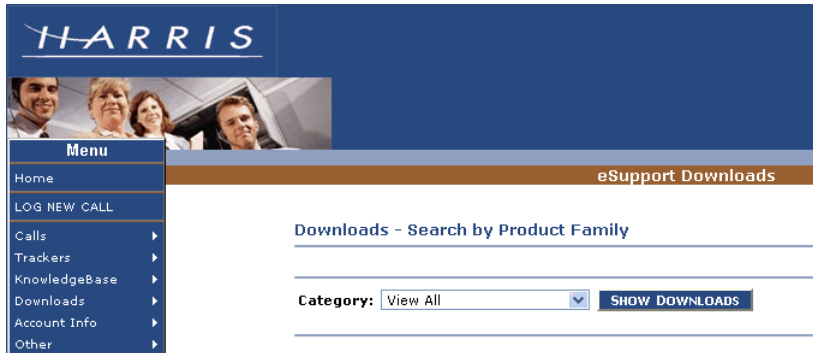 HARRIS
Menu
Home
LOG NEW CALL
Calls
Trackers
KnowledgeBase
Downloads
Account Info
Other
eSupport Downloads
Downloads - Search by Product Family
Category: View All SHOW DOWNLOADS